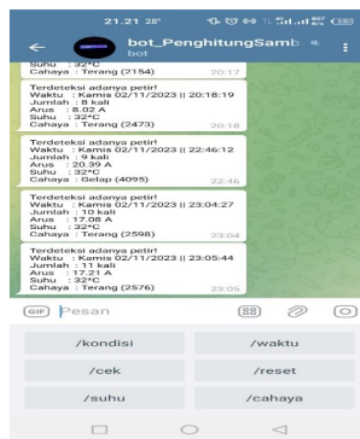 21.21 28°
bot_PenghitungSamb
bot
Suhu : 32°C
Cahaya : Terang (2154)
20:17
Terdeteksi adanya petir!
Waktu : Kamis 02/11/2023 || 20:18:19
Jumlah : 8 kali
Arus : 8.02 A
Suhu : 32°C
Cahaya : Terang (2473)
20:18
Terdeteksi adanya petir!
Waktu : Kamis 02/11/2023 || 22:46:12
Jumlah : 9 kali
Arus : 20.39 A
Suhu : 32°C
Cahaya : Gelap (4095)
22:46
Terdeteksi adanya petir!
Waktu : Kamis 02/11/2023 || 23:04:27
Jumlah : 10 kali
Arus : 17.08 A
Suhu : 32°C
Cahaya : Terang (2598)
23:04
Terdeteksi adanya petir!
Waktu : Kamis 02/11/2023 || 23:05:44
Jumlah : 11 kali
Arus : 17.21 A
Suhu : 32°C
Cahaya : Terang (2576)
23:05
GIF Pesan
/kondisi /waktu
/cek /reset
/suhu /cahaya